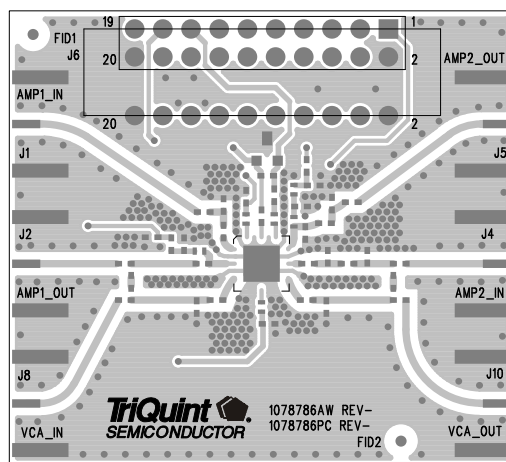 19 1
FID1
J6
20 2
AMP1_IN AMP2_OUT
20 2
J1 J5
J2 J4
AMP1_OUT AMP2_IN
J8 J10
TriQuint
SEMICONDUCTOR
1078786AW REV-
1078786PC REV-
FID2
VCA_IN VCA_OUT